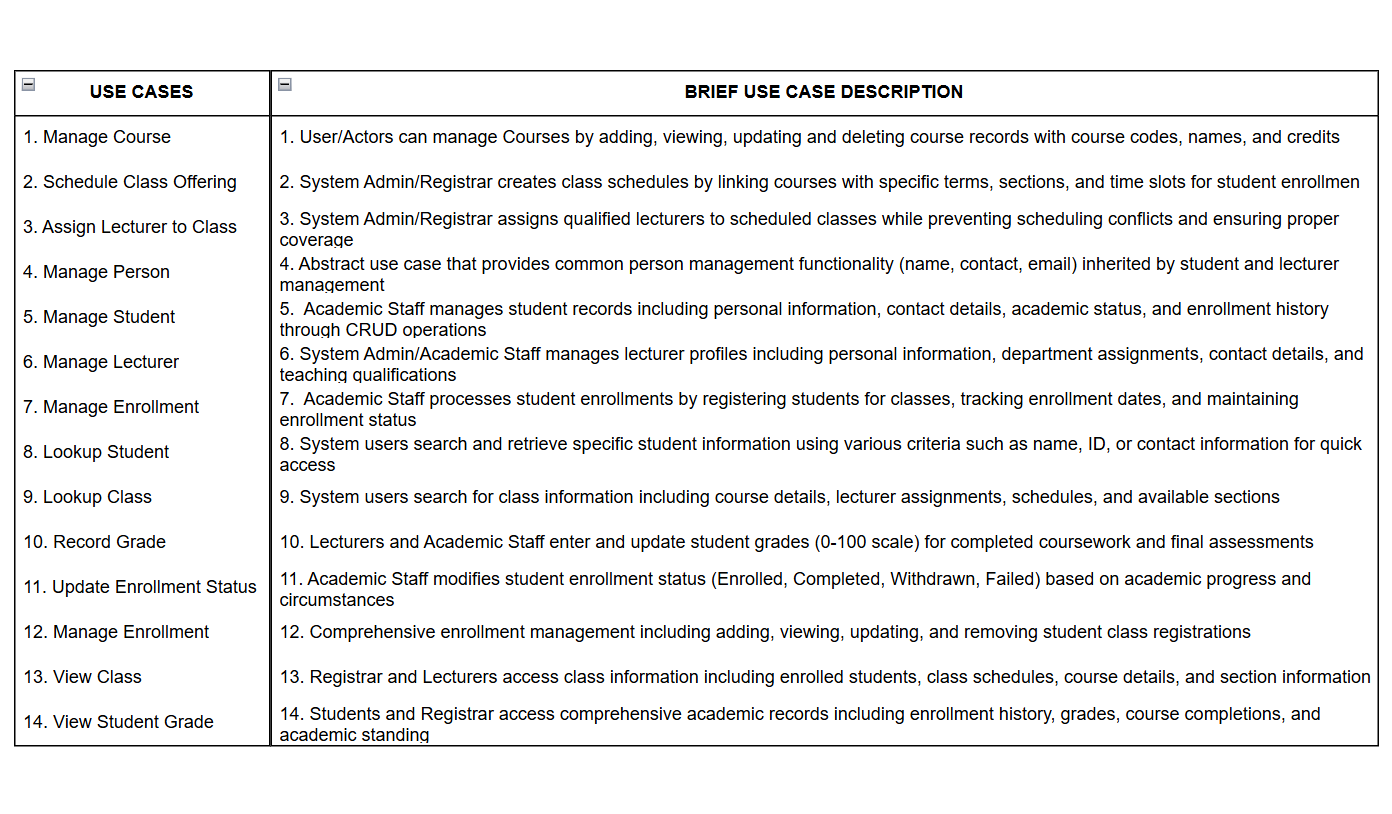 USE CASES
BRIEF USE CASE DESCRIPTION
1. Manage Course
1. User/Actors can manage Courses by adding, viewing, updating and deleting course records with course codes, names, and credits
2. Schedule Class Offering
2. System Admin/Registrar creates class schedules by linking courses with specific terms, sections, and time slots for student enrollmen
3. Assign Lecturer to Class
3. System Admin/Registrar assigns qualified lecturers to scheduled classes while preventing scheduling conflicts and ensuring proper
coverage
4. Manage Person
4. Abstract use case that provides common person management functionality (name, contact, email) inherited by student and lecturer
management
5. Manage Student
5. Academic Staff manages student records including personal information, contact details, academic status, and enrollment history
through CRUD operations
6. Manage Lecturer
6. System Admin/Academic Staff manages lecturer profiles including personal information, department assignments, contact details, and
teaching qualifications
7. Manage Enrollment
7. Academic Staff processes student enrollments by registering students for classes, tracking enrollment dates, and maintaining
enrollment status
8. Lookup Student
8. System users search and retrieve specific student information using various criteria such as name, ID, or contact information for quick
access
9. Lookup Class
9. System users search for class information including course details, lecturer assignments, schedules, and available sections
10. Record Grade
10. Lecturers and Academic Staff enter and update student grades (0-100 scale) for completed coursework and final assessments
11. Update Enrollment Status
11. Academic Staff modifies student enrollment status (Enrolled, Completed, Withdrawn, Failed) based on academic progress and
circumstances
12. Manage Enrollment
12. Comprehensive enrollment management including adding, viewing, updating, and removing student class registrations
13. View Class
13. Registrar and Lecturers access class information including enrolled students, class schedules, course details, and section information
14. View Student Grade
14. Students and Registrar access comprehensive academic records including enrollment history, grades, course completions, and
academic standing